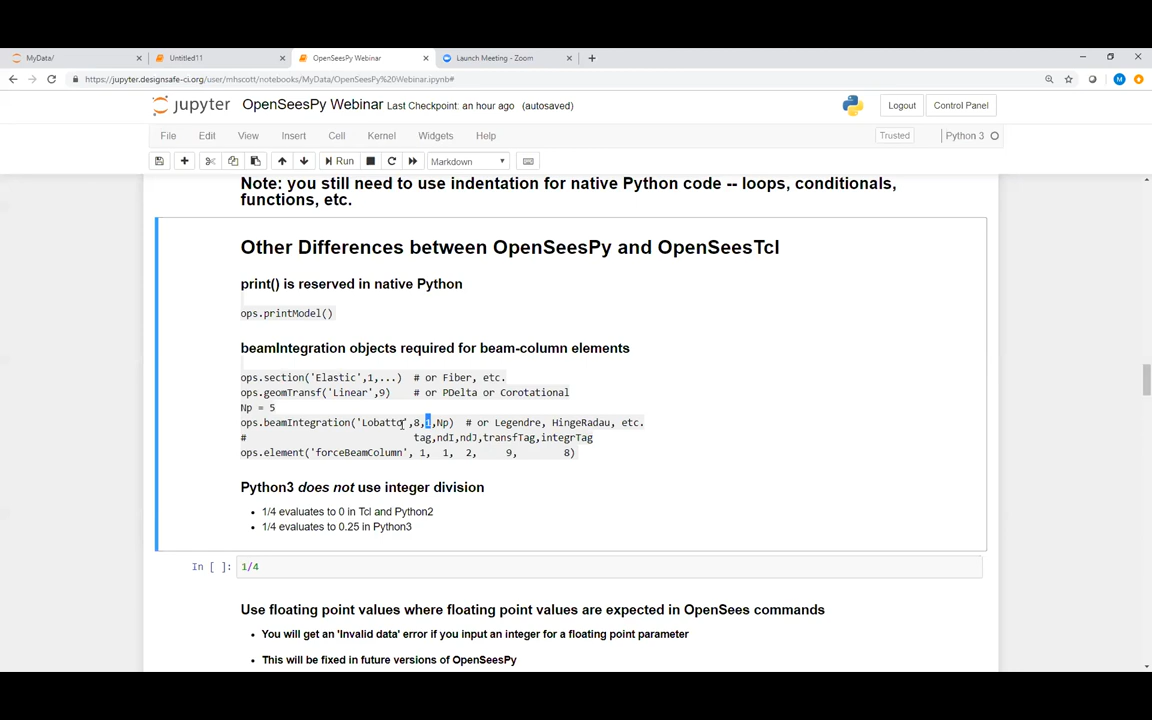 MyData/
Untitled11
OpenSeesPy Webinar
Launch Meeting - Zoom
https://jupyter.designsafe-ci.org/user/mhscott/notebooks/MyData/OpenSeesPy%20Webinar.ipynb#
M
jupyter OpenSeesPy Webinar Last Checkpoint: an hour ago (autosaved)
Logout
Control Panel
File Edit View Insert Cell Kernel Widgets Help
Trusted
Python 3
Run
Markdown
Note: you still need to use indentation for native Python code -- loops, conditionals,
functions, etc.
Other Differences between OpenSeesPy and OpenSeesTcl
print() is reserved in native Python
ops.printModel()
beamIntegration objects required for beam-column elements
ops.section('Elastic',1,...) # or Fiber, etc.
ops.geomTransf('Linear',9) # or PDelta or Corotational
Np = 5
ops.beamIntegration('Lobatto',8,1,Np) # or Legendre, HingeRadau, etc.
# tag,ndI,ndJ,transfTag,integrTag
ops.element('forceBeamColumn', 1, 1, 2, 9, 8)
Python3 does not use integer division
• 1/4 evaluates to 0 in Tcl and Python2
• 1/4 evaluates to 0.25 in Python3
In [ ]: 1/4
Use floating point values where floating point values are expected in OpenSees commands
• You will get an 'Invalid data' error if you input an integer for a floating point parameter
• This will be fixed in future versions of OpenSeesPy